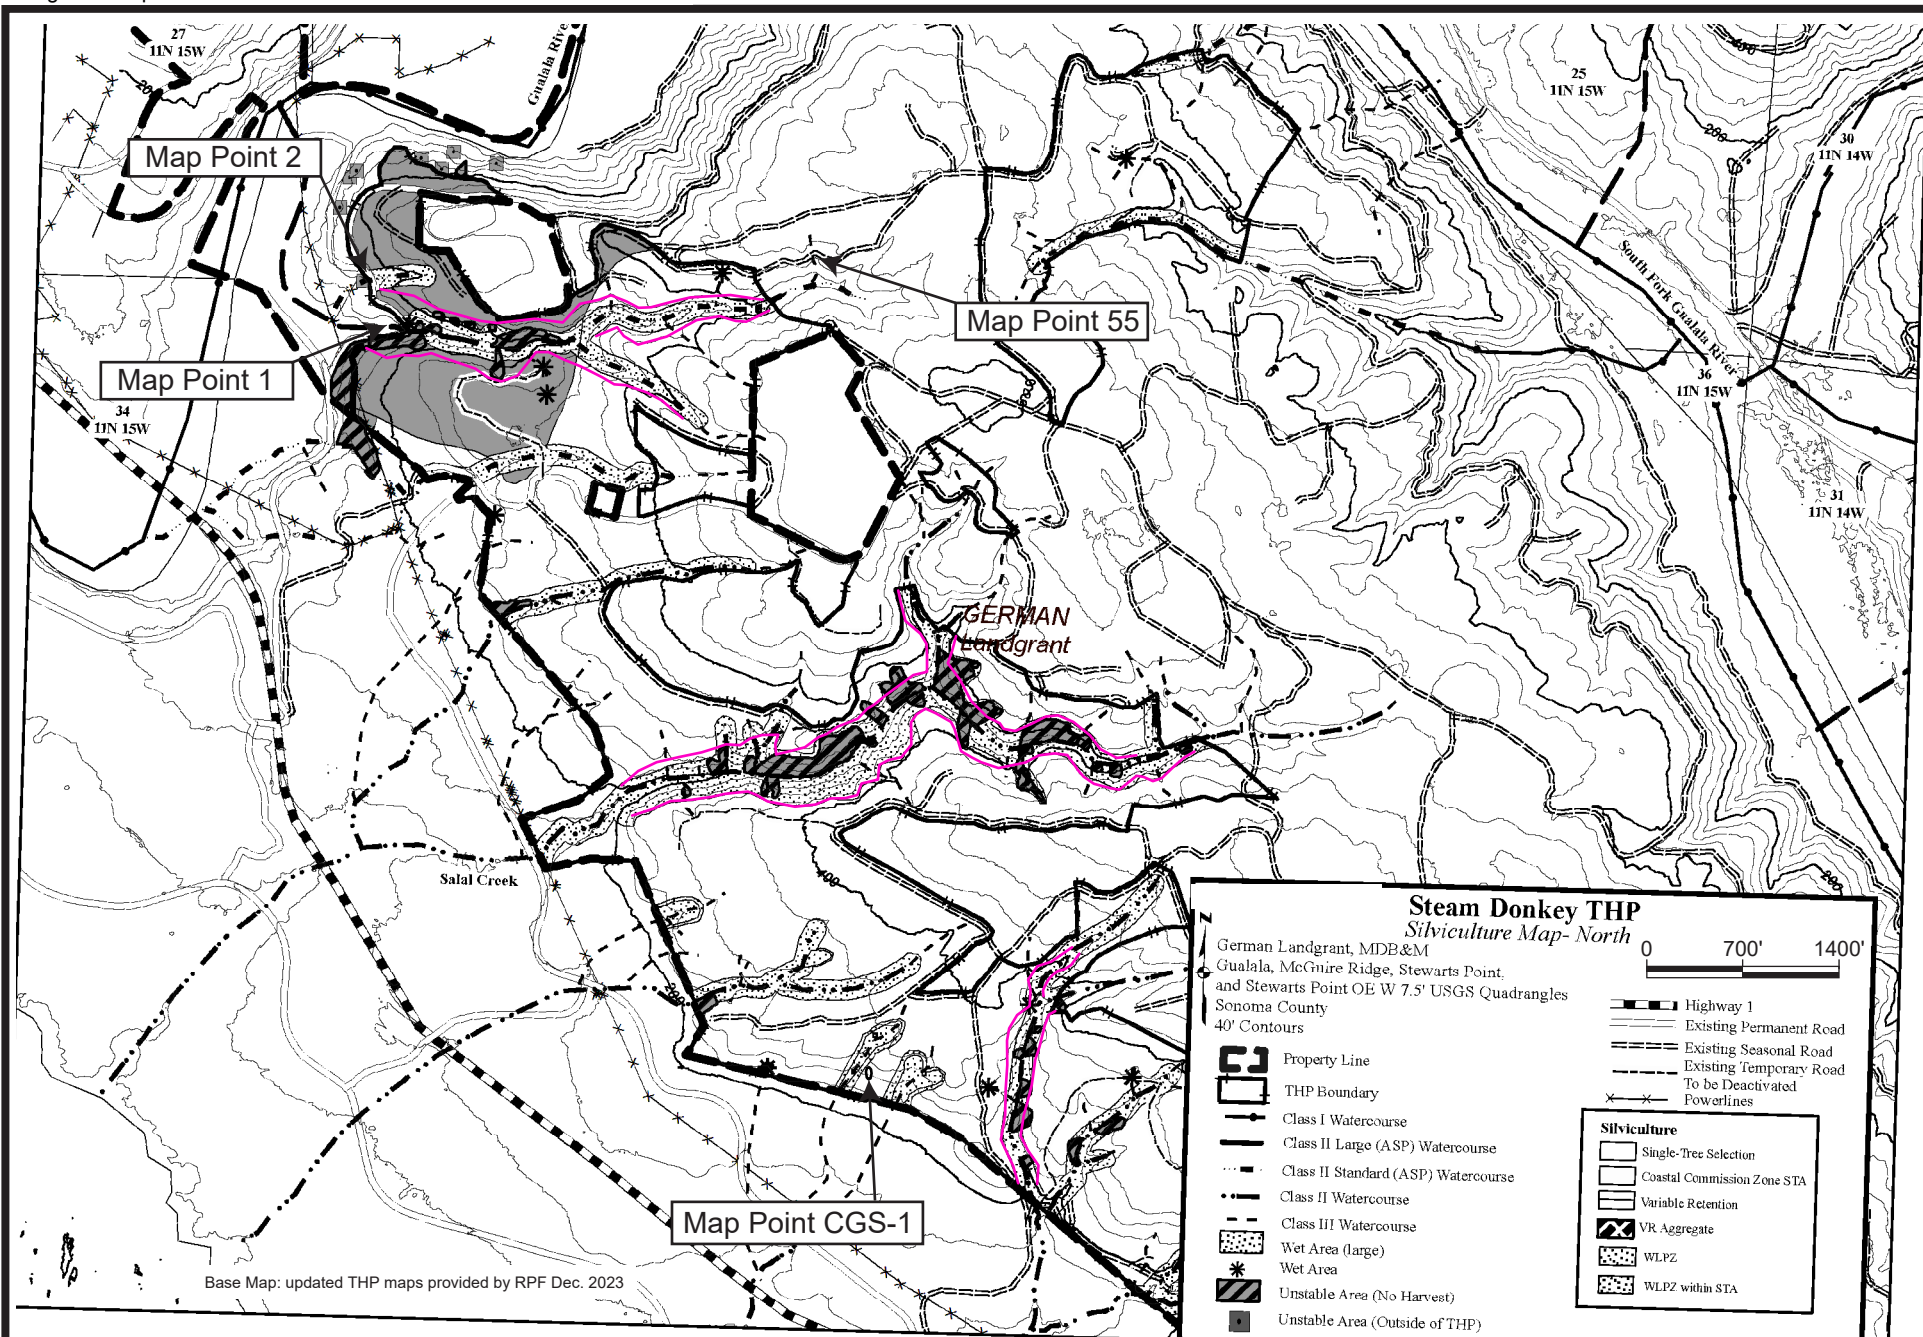 27
11N 15W
Gualala River
25
11N 15W
30
11N 14W
200
Map Point 2
Map Point 55
Map Point 1
South Fork Gualala River
36
11N 15W
34
11N 15W
31
11N 14W
GERMAN
Landgrant
Salal Creek
400
200
200
Map Point CGS-1
Base Map: updated THP maps provided by RPF Dec. 2023
Steam Donkey THP
Silviculture Map- North
German Landgrant, MDB&M
Gualala, McGuire Ridge, Stewarts Point,
and Stewarts Point OE W 7.5' USGS Quadrangles
Sonoma County
40' Contours
0 700' 1400'
N
Property Line
THP Boundary
Class I Watercourse
Class II Large (ASP) Watercourse
Class II Standard (ASP) Watercourse
Class II Watercourse
Class III Watercourse
Wet Area (large)
Wet Area
Unstable Area (No Harvest)
Unstable Area (Outside of THP)
Highway 1
Existing Permanent Road
Existing Seasonal Road
Existing Temporary Road
To be Deactivated
Powerlines
Silviculture
Single-Tree Selection
Coastal Commission Zone STA
Variable Retention
VR Aggregate
WLPZ
WLPZ within STA